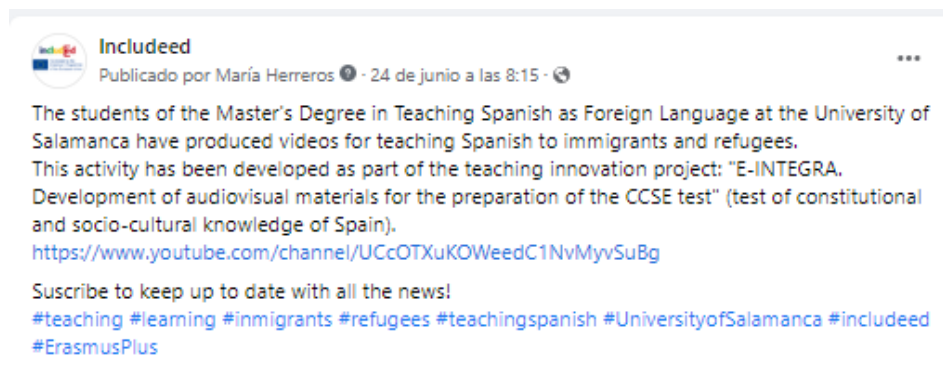 Includeed
Publicado por María Herreros · 24 de junio a las 8:15 ·
The students of the Master's Degree in Teaching Spanish as Foreign Language at the University of
Salamanca have produced videos for teaching Spanish to immigrants and refugees.
This activity has been developed as part of the teaching innovation project: "E-INTEGRA.
Development of audiovisual materials for the preparation of the CCSE test" (test of constitutional
and socio-cultural knowledge of Spain).
https://www.youtube.com/channel/UCcOTXuKOWeedC1NvMyvSuBg
Suscribe to keep up to date with all the news!
#teaching #learning #inmigrants #refugees #teachingspanish #UniversityofSalamanca #includeed
#ErasmusPlus